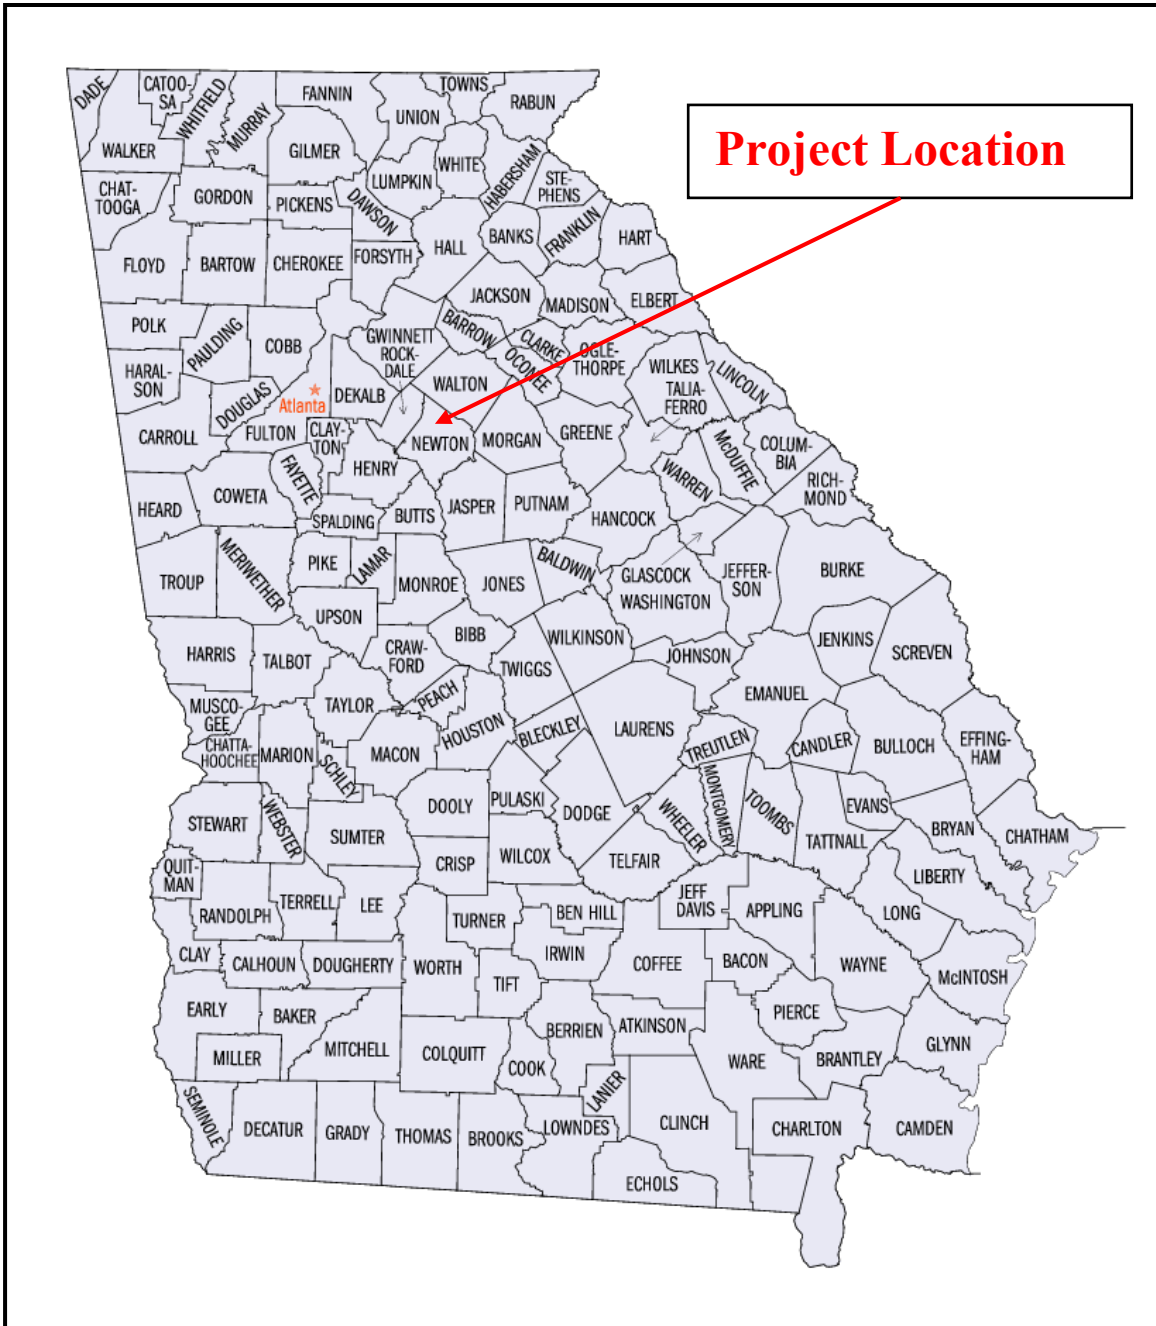 Project Location
DADE
CATOO-
SA
WHITFIELD
MURRAY
FANNIN
UNION
TOWNS
RABUN
WALKER
GILMER
LUMPKIN
WHITE
HABERSHAM
STE-
PHENS
CHAT-
TOOGA
GORDON
PICKENS
DAWSON
BANKS
FRANKLIN
HART
FLOYD
BARTOW
CHEROKEE
FORSYTH
HALL
JACKSON
MADISON
ELBERT
POLK
PAULDING
COBB
GWINNETT
BARROW
CLARKE
OCONEE
OGLE-
THORPE
ROCK-
DALE
HARAL-
SON
DOUGLAS
Atlanta
DEKALB
WALTON
WILKES
TALIA-
FERRO
LINCOLN
CARROLL
FULTON
CLAY-
TON
HENRY
NEWTON
MORGAN
GREENE
McDUFFIE
COLUM-
BIA
HEARD
COWETA
FAYETTE
SPALDING
BUTTS
JASPER
PUTNAM
HANCOCK
WARREN
RICH-
MOND
TROUP
MERIWETHER
PIKE
LAMAR
MONROE
JONES
BALDWIN
GLASCOCK
WASHINGTON
JEFFER-
SON
BURKE
UPSON
HARRIS
TALBOT
CRAW-
FORD
BIBB
TWIGGS
WILKINSON
JOHNSON
JENKINS
SCREVEN
MUSCO-
GEE
TAYLOR
PEACH
HOUSTON
BLECKLEY
LAURENS
EMANUEL
CHATTA-
HOOCHEE
MARION
SCHLEY
MACON
TREUTLEN
CANDLER
BULLOCH
EFFING-
HAM
STEWART
WEBSTER
SUMTER
DOOLY
PULASKI
DODGE
WHEELER
MONTGOMERY
TOOMBS
EVANS
TATTNALL
BRYAN
CHATHAM
QUIT-
MAN
CRISP
WILCOX
TELFAIR
RANDOLPH
TERRELL
LEE
TURNER
BEN HILL
JEFF
DAVIS
APPLING
LONG
LIBERTY
CLAY
CALHOUN
DOUGHERTY
WORTH
TIFT
IRWIN
COFFEE
BACON
WAYNE
McINTOSH
EARLY
BAKER
MITCHELL
BERRIEN
ATKINSON
PIERCE
MILLER
COLQUITT
COOK
LANIER
WARE
BRANTLEY
GLYNN
SEMINOLE
DECATUR
GRADY
THOMAS
BROOKS
LOWNDES
CLINCH
CHARLTON
CAMDEN
ECHOLS